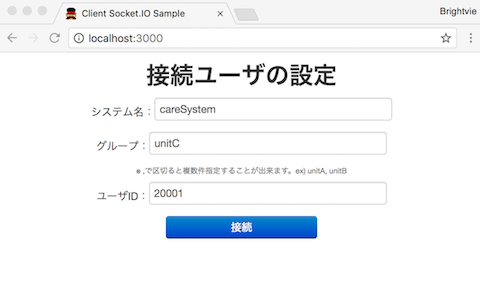 Client Socket.IO Sample
Brightvie
localhost:3000
接続ユーザの設定
システム名：careSystem
グループ：unitC
※ ,で区切ると複数件指定することが出来ます。ex) unitA, unitB
ユーザID：20001
接続